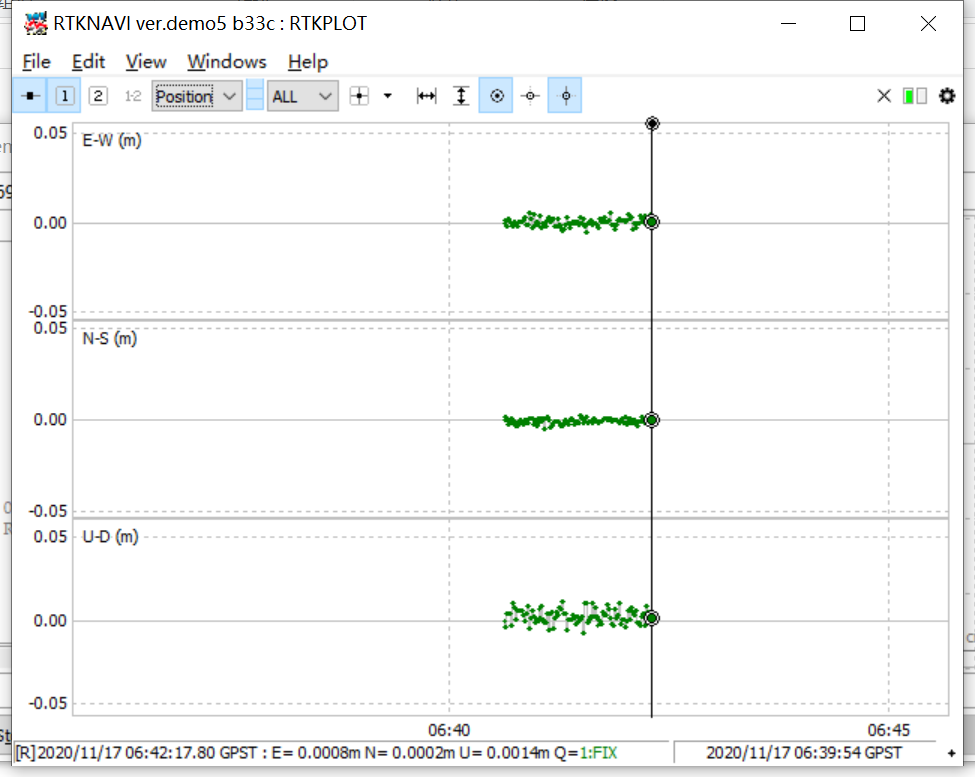 RTKNAVI ver.demo5 b33c : RTKPLOT
File Edit View Windows Help
1 2 1-2 Position ALL
0.05 E-W (m)
0.00
-0.05
0.05 N-S (m)
0.00
-0.05
0.05 U-D (m)
0.00
-0.05
06:40 06:45
[R]2020/11/17 06:42:17.80 GPST : E= 0.0008m N= 0.0002m U= 0.0014m Q=1:FIX 2020/11/17 06:39:54 GPST